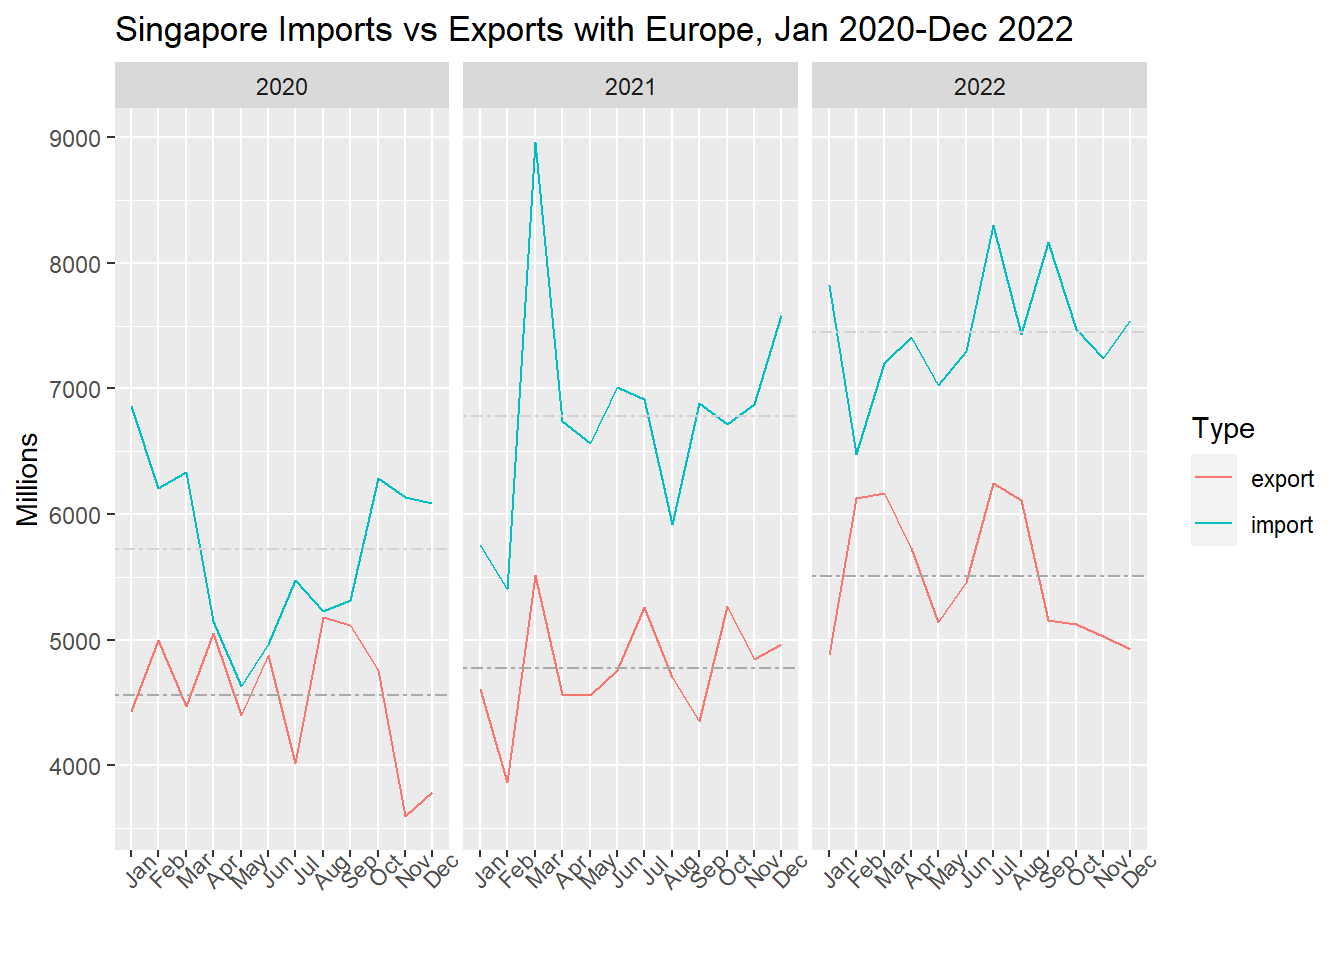 Singapore Imports vs Exports with Europe, Jan 2020-Dec 2022
2020
2021
2022
9000
8000
7000
6000
5000
4000
Millions
Jan Feb Mar Apr May Jun Jul Aug Sep Oct Nov Dec
Jan Feb Mar Apr May Jun Jul Aug Sep Oct Nov Dec
Jan Feb Mar Apr May Jun Jul Aug Sep Oct Nov Dec
Type
export
import